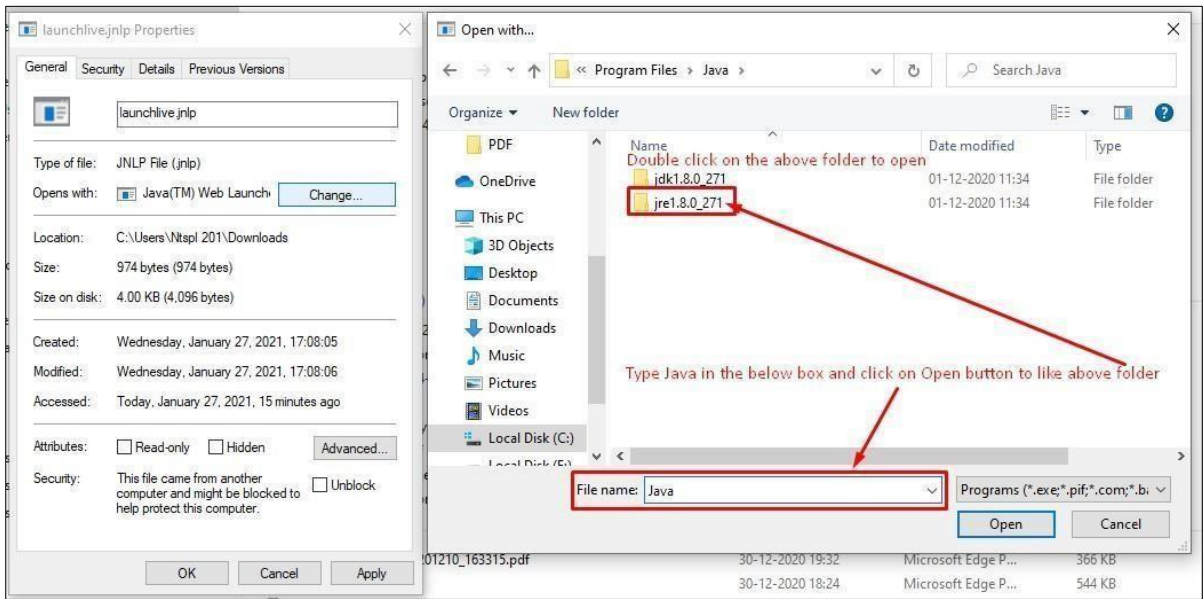 launchlive.jnlp Properties
General Security Details Previous Versions
launchlive.jnlp
Type of file: JNLP File (.jnlp)
Opens with: Java(TM) Web Launche
Change...
Location: C:\Users\Ntspl 201\Downloads
Size: 974 bytes (974 bytes)
Size on disk: 4.00 KB (4,096 bytes)
Created: Wednesday, January 27, 2021, 17:08:05
Modified: Wednesday, January 27, 2021, 17:08:06
Accessed: Today, January 27, 2021, 15 minutes ago
Attributes: Read-only Hidden Advanced...
Security: This file came from another
computer and might be blocked to
help protect this computer.
Unblock
OK Cancel Apply
Open with...
« Program Files › Java ›
Search Java
Organize New folder
PDF
OneDrive
This PC
3D Objects
Desktop
Documents
Downloads
Music
Pictures
Videos
Local Disk (C:)
Name Date modified Type
Double click on the above folder to open
jdk1.8.0_271 01-12-2020 11:34 File folder
jre1.8.0_271 01-12-2020 11:34 File folder
Type Java in the below box and click on Open button to like above folder
File name: Java
Programs (*.exe;*.pif;*.com;*.ba
Open Cancel
201210_163315.pdf 30-12-2020 19:32 Microsoft Edge P... 366 KB
30-12-2020 18:24 Microsoft Edge P... 544 KB